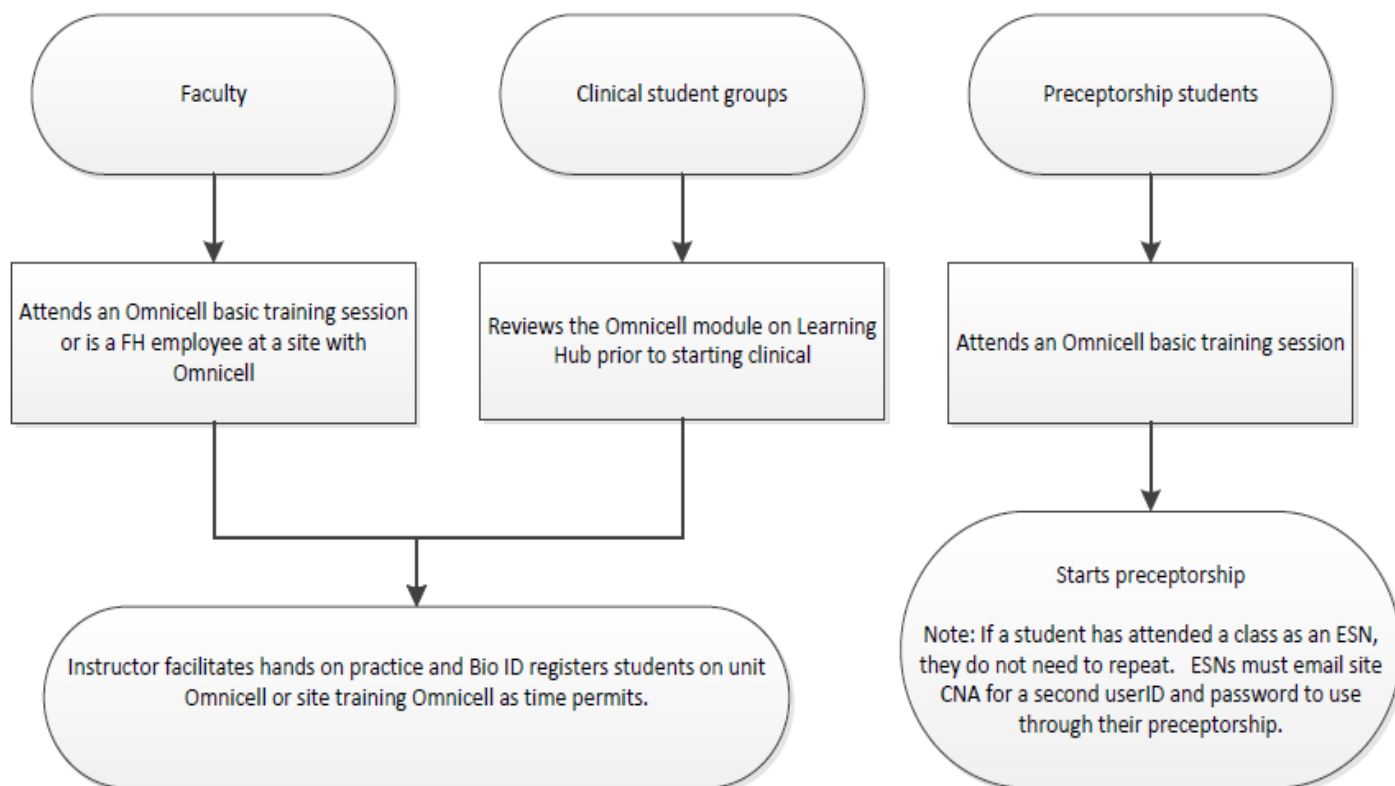 Faculty
Clinical student groups
Preceptorship students
Attends an Omnicell basic training session
or is a FH employee at a site with
Omnicell
Reviews the Omnicell module on Learning
Hub prior to starting clinical
Attends an Omnicell basic training session
Instructor facilitates hands on practice and Bio ID registers students on unit
Omnicell or site training Omnicell as time permits.
Starts preceptorship
Note: If a student has attended a class as an ESN,
they do not need to repeat.   ESNs must email site
CNA for a second userID and password to use
through their preceptorship.